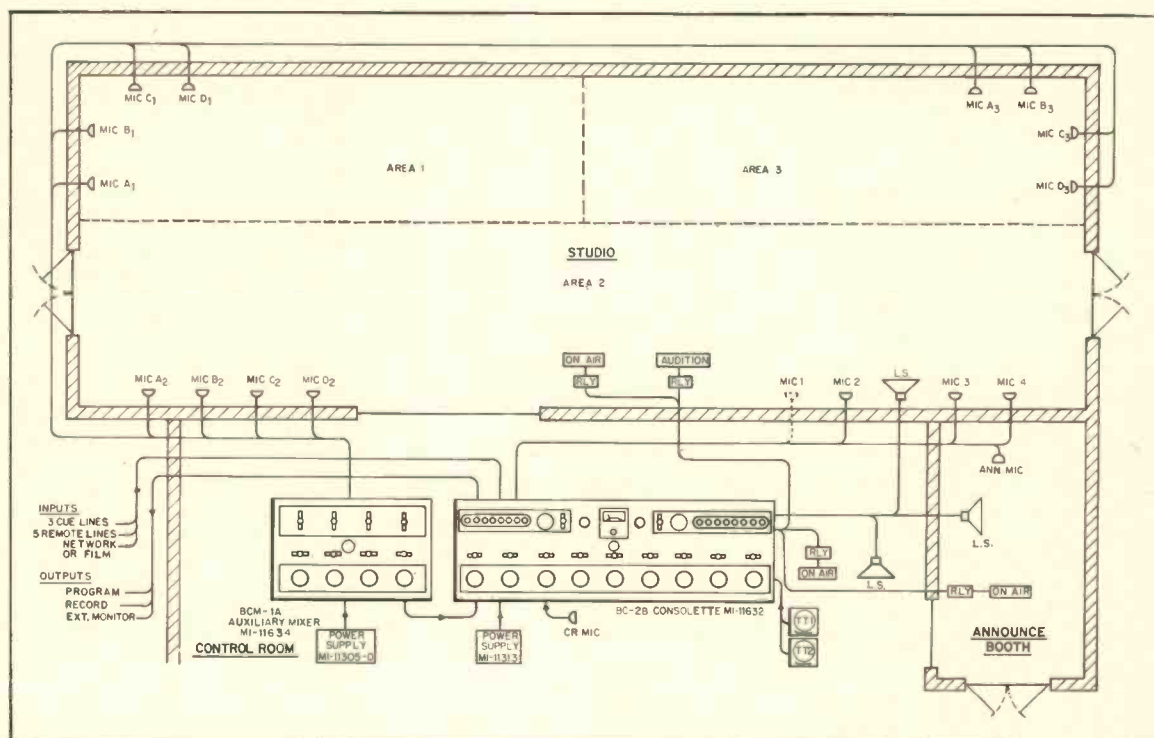 MIC C1
MIC D1
MIC A3
MIC B3
MIC B1
MIC C3
MIC A1
AREA 1
AREA 3
MIC D3
STUDIO
AREA 2
ON AIR
AUDITION
RLY
RLY
L.S.
MIC A2
MIC B2
MIC C2
MIC D2
MIC 1
MIC 2
MIC 3
MIC 4
ANN MIC
INPUTS
3 CUE LINES
5 REMOTE LINES
NETWORK
OR FILM
OUTPUTS
PROGRAM
RECORD
EXT. MONITOR
L.S.
RLY
ON AIR
L.S.
RLY
ON AIR
BCM-1A
AUXILIARY MIXER
MI-11634
BC-2B CONSOLETTE MI-11632
POWER
SUPPLY
MI-11305-D
POWER
SUPPLY
MI-11313
CR MIC
TT1
TT2
CONTROL ROOM
ANNOUNCE
BOOTH